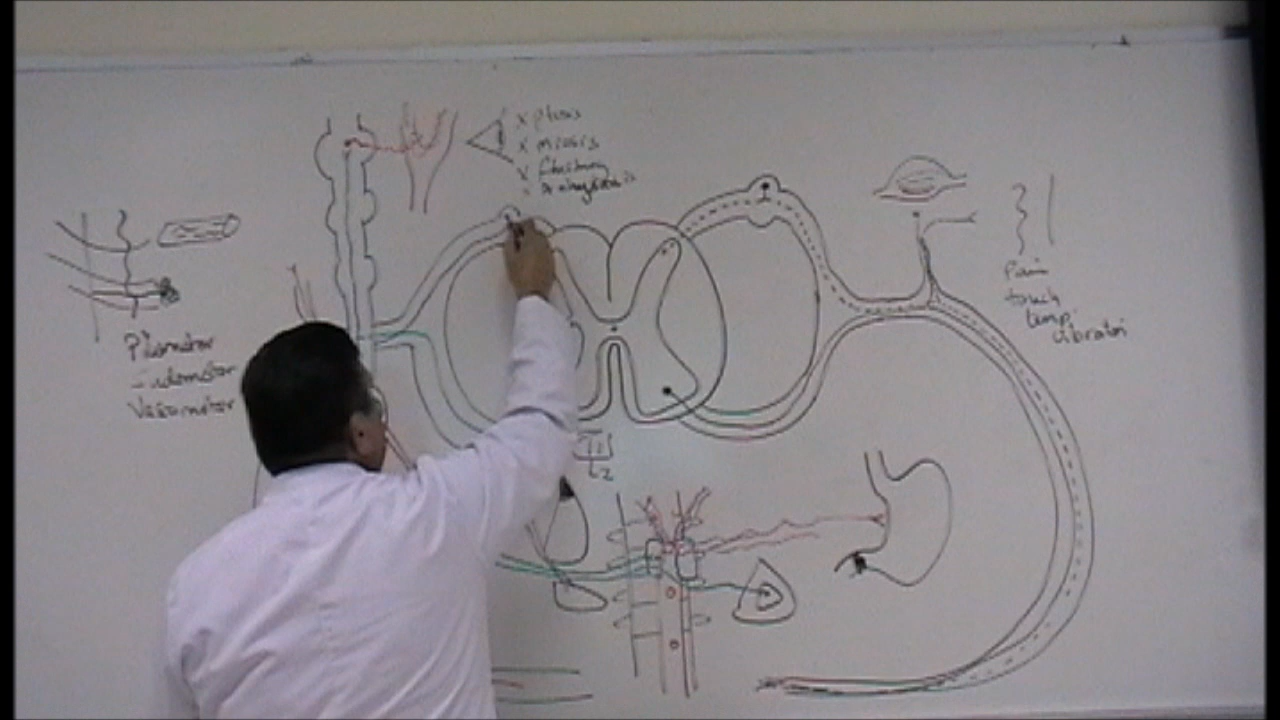 x ptosis
x miosis
x flushing
x Anhydrosis
Pilomotor
Sudomotor
Vasomotor
Pain
touch
temp
vibration
T1
L2